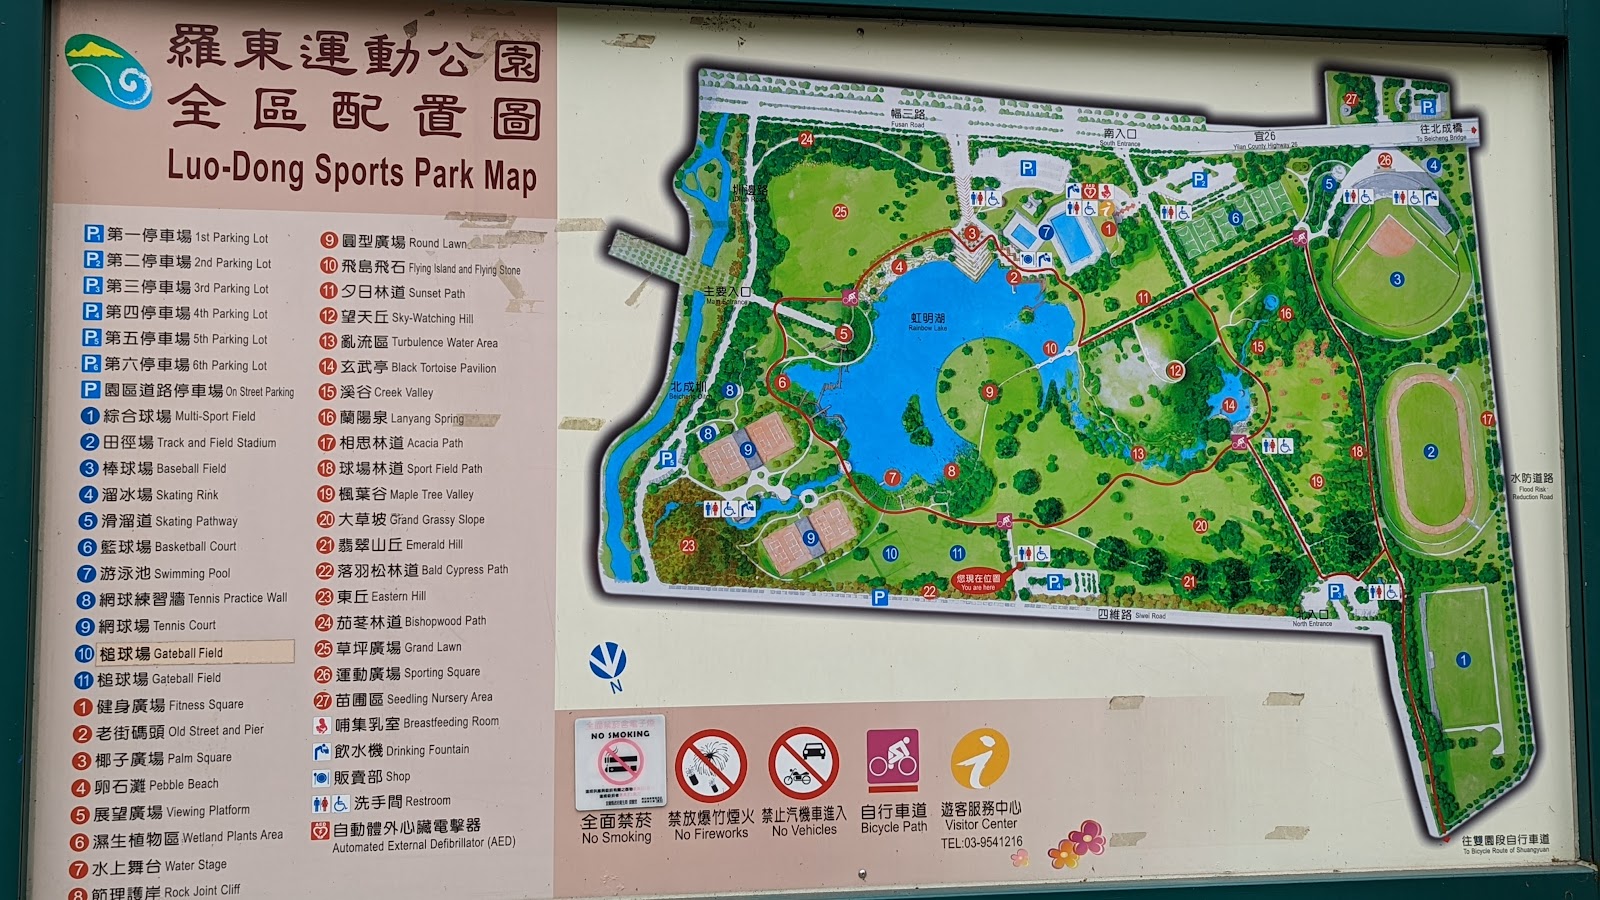 羅東運動公園
全區配置圖
Luo-Dong Sports Park Map
P1 第一停車場 1st Parking Lot
P2 第二停車場 2nd Parking Lot
P3 第三停車場 3rd Parking Lot
P4 第四停車場 4th Parking Lot
P5 第五停車場 5th Parking Lot
P6 第六停車場 6th Parking Lot
P 園區道路停車場 On Street Parking
1 綜合球場 Multi-Sport Field
2 田徑場 Track and Field Stadium
3 棒球場 Baseball Field
4 溜冰場 Skating Rink
5 滑溜道 Skating Pathway
6 籃球場 Basketball Court
7 游泳池 Swimming Pool
8 網球練習牆 Tennis Practice Wall
9 網球場 Tennis Court
10 槌球場 Gateball Field
11 槌球場 Gateball Field
1 健身廣場 Fitness Square
2 老街碼頭 Old Street and Pier
3 椰子廣場 Palm Square
4 卵石灘 Pebble Beach
5 展望廣場 Viewing Platform
6 濕生植物區 Wetland Plants Area
7 水上舞台 Water Stage
8 節理護岸 Rock Joint Cliff
9 圓型廣場 Round Lawn
10 飛島飛石 Flying Island and Flying Stone
11 夕日林道 Sunset Path
12 望天丘 Sky-Watching Hill
13 亂流區 Turbulence Water Area
14 玄武亭 Black Tortoise Pavilion
15 溪谷 Creek Valley
16 蘭陽泉 Lanyang Spring
17 相思林道 Acacia Path
18 球場林道 Sport Field Path
19 楓葉谷 Maple Tree Valley
20 大草坡 Grand Grassy Slope
21 翡翠山丘 Emerald Hill
22 落羽松林道 Bald Cypress Path
23 東丘 Eastern Hill
24 茄苳林道 Bishopwood Path
25 草坪廣場 Grand Lawn
26 運動廣場 Sporting Square
27 苗圃區 Seedling Nursery Area
哺集乳室 Breastfeeding Room
飲水機 Drinking Fountain
販賣部 Shop
洗手間 Restroom
AED 自動體外心臟電擊器
Automated External Defibrillator (AED)
幅三路
Fusan Road
南入口
South Entrance
宜26
Yilan County Highway 26
往北成橋
To Beicheng Bridge
圳邊路
主要入口
Main Entrance
虹明湖
Rainbow Lake
北成圳
水防道路
Flood Risk
Reduction Road
您現在位置
You are here
四維路 Siwei Road
北入口
North Entrance
往雙園段自行車道
To Bicycle Route of Shuangyuan
N
NO SMOKING
全面禁菸
No Smoking
禁放爆竹煙火
No Fireworks
禁止汽機車進入
No Vehicles
自行車道
Bicycle Path
遊客服務中心
Visitor Center
TEL:03-9541216